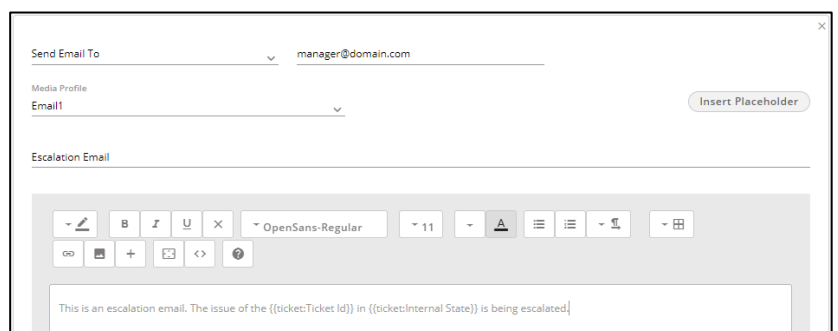 Send Email To manager@domain.com
Media Profile
Email1
Insert Placeholder
Escalation Email
B I U OpenSans-Regular 11 A
This is an escalation email. The issue of the {{ticket:Ticket Id}} in {{ticket:Internal State}} is being escalated.